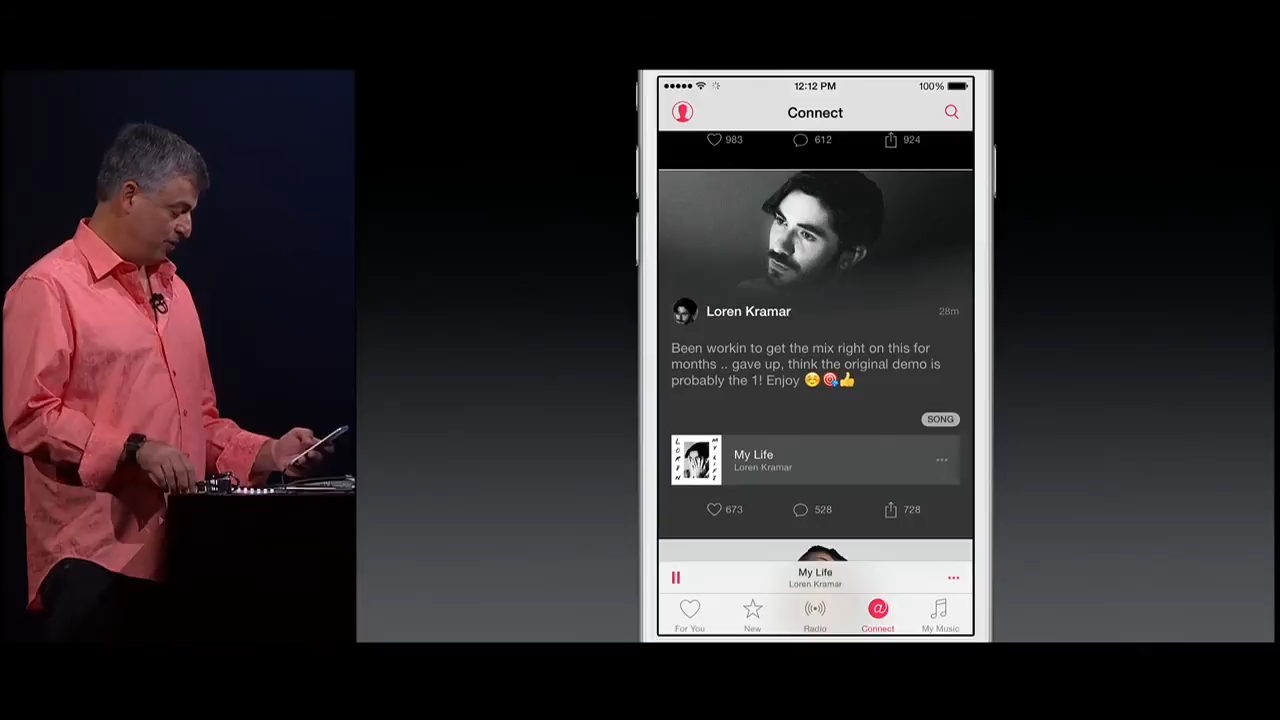 12:12 PM
100%
Connect
983
612
924
Loren Kramar
28m
Been workin to get the mix right on this for
months .. gave up, think the original demo is
probably the 1! Enjoy ☺️🎯👍
SONG
My Life
Loren Kramar
673
528
728
My Life
Loren Kramar
For You
New
Radio
@
Connect
My Music